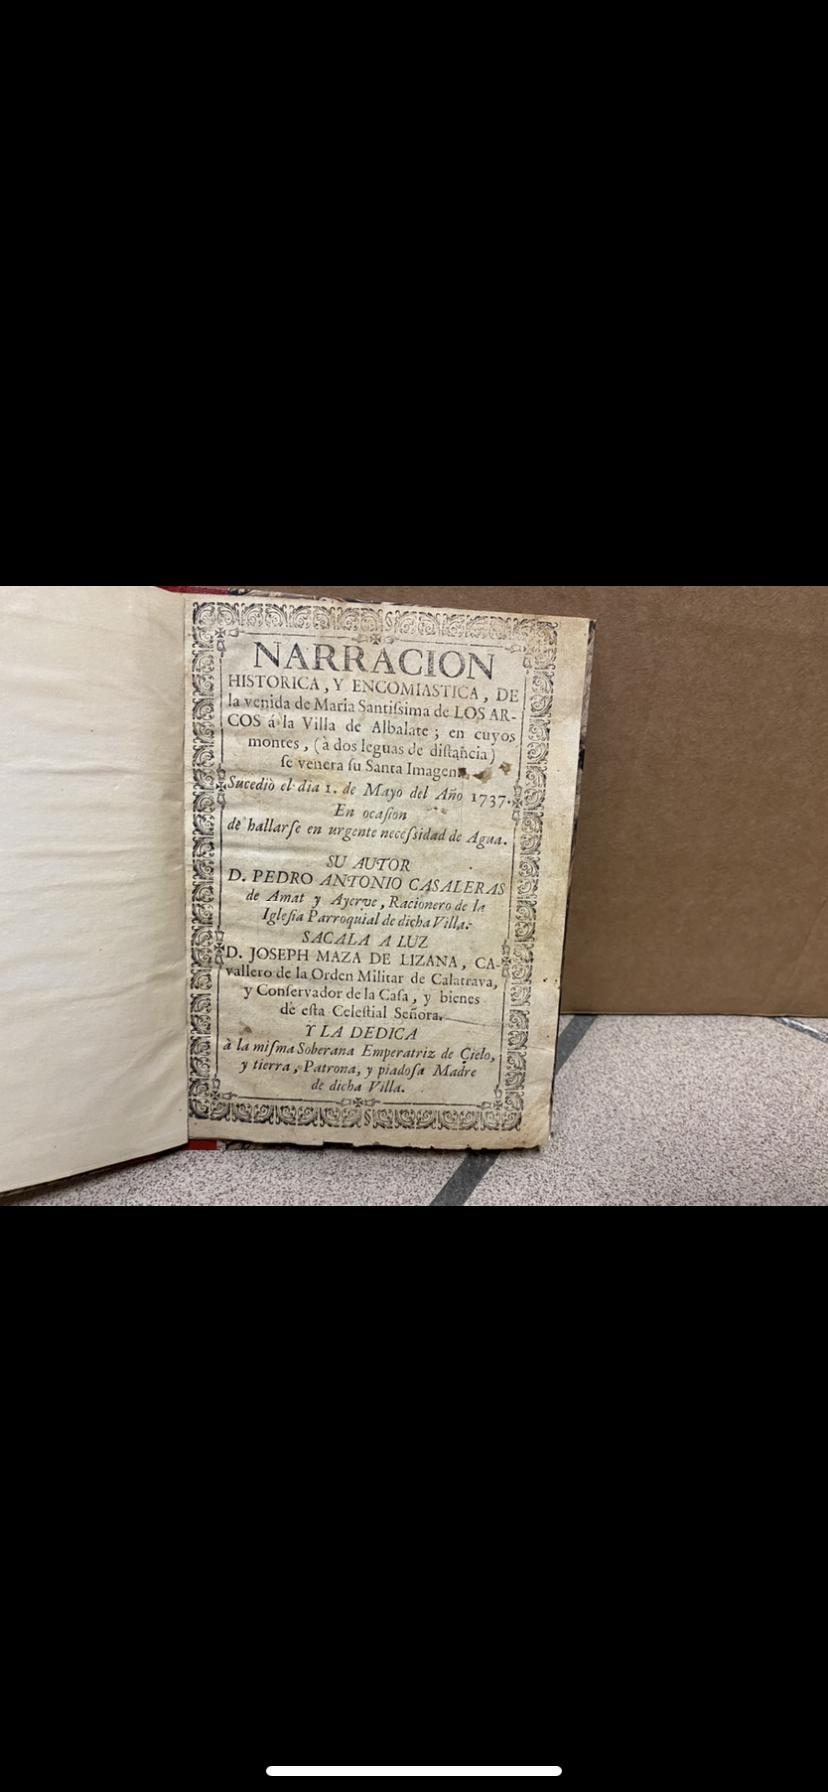 NARRACION
HISTORICA, Y ENCOMIASTICA, DE
la venida de Maria Santiſsima de LOS AR-
COS á la Villa de Albalate; en cuyos
montes, (à dos leguas de diſtancia)
ſe venera ſu Santa Imagen.
Sucediò el dia 1. de Mayo del Año 1737.
En ocaſion
de hallarſe en urgente neceſsidad de Agua.
SU AUTOR
D. PEDRO ANTONIO CASALERAS
de Amat y Ayerve, Racionero de la
Igleſia Parroquial de dicha Villa.
SACALA A LUZ
D. JOSEPH MAZA DE LIZANA, CA-
vallero de la Orden Militar de Calatrava,
y Conſervador de la Caſa, y bienes
de eſta Celeſtial Señora.
Y LA DEDICA
à la miſma Soberana Emperatriz de Cielo,
y tierra, Patrona, y piadoſa Madre
de dicha Villa.